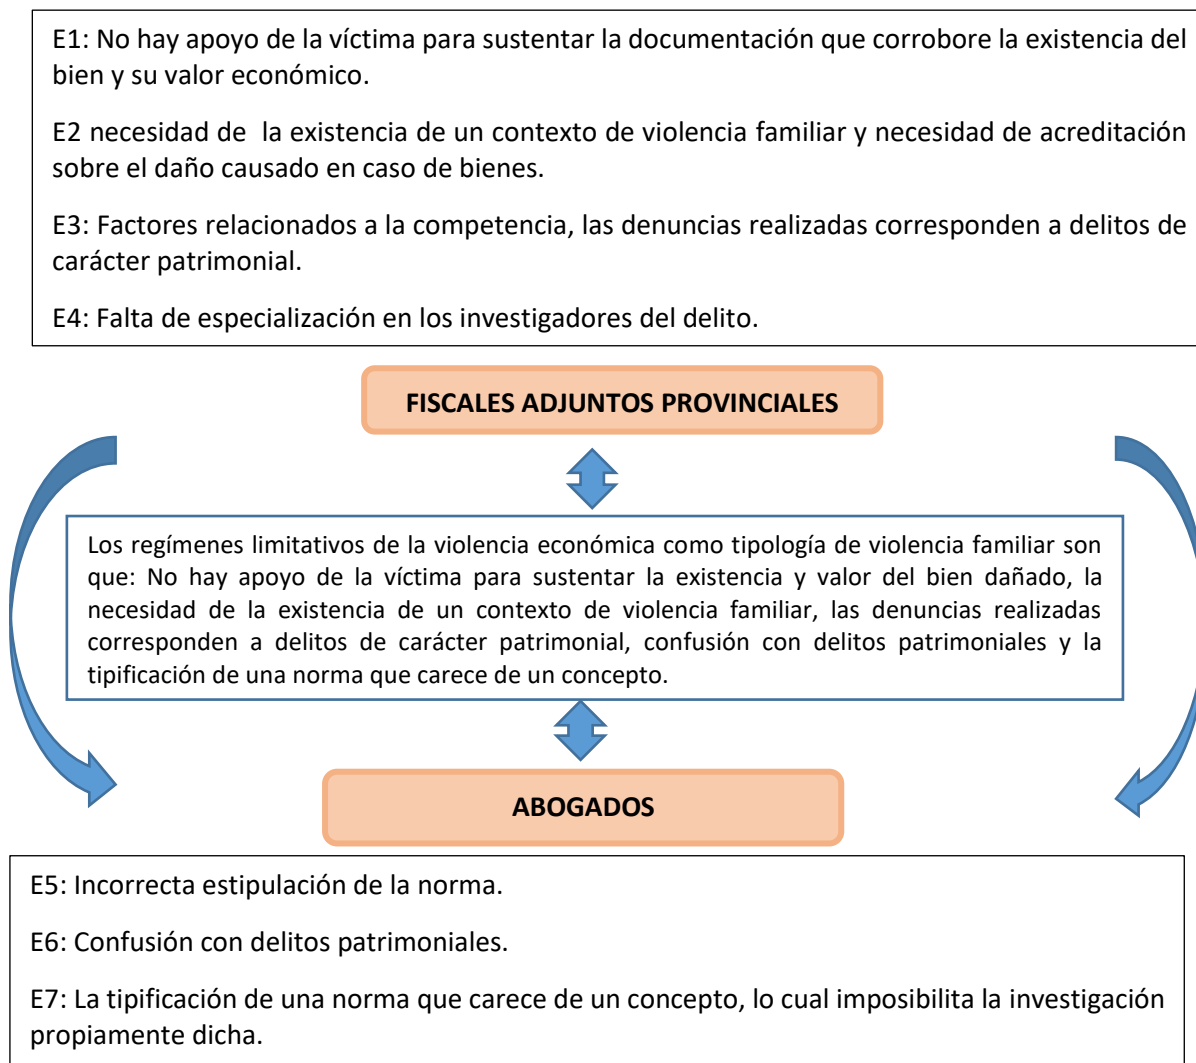 E1: No hay apoyo de la víctima para sustentar la documentación que corrobore la existencia del
bien y su valor económico.
E2 necesidad de la existencia de un contexto de violencia familiar y necesidad de acreditación
sobre el daño causado en caso de bienes.
E3: Factores relacionados a la competencia, las denuncias realizadas corresponden a delitos de
carácter patrimonial.
E4: Falta de especialización en los investigadores del delito.
FISCALES ADJUNTOS PROVINCIALES
Los regímenes limitativos de la violencia económica como tipología de violencia familiar son
que: No hay apoyo de la víctima para sustentar la existencia y valor del bien dañado, la
necesidad de la existencia de un contexto de violencia familiar, las denuncias realizadas
corresponden a delitos de carácter patrimonial, confusión con delitos patrimoniales y la
tipificación de una norma que carece de un concepto.
ABOGADOS
E5: Incorrecta estipulación de la norma.
E6: Confusión con delitos patrimoniales.
E7: La tipificación de una norma que carece de un concepto, lo cual imposibilita la investigación
propiamente dicha.